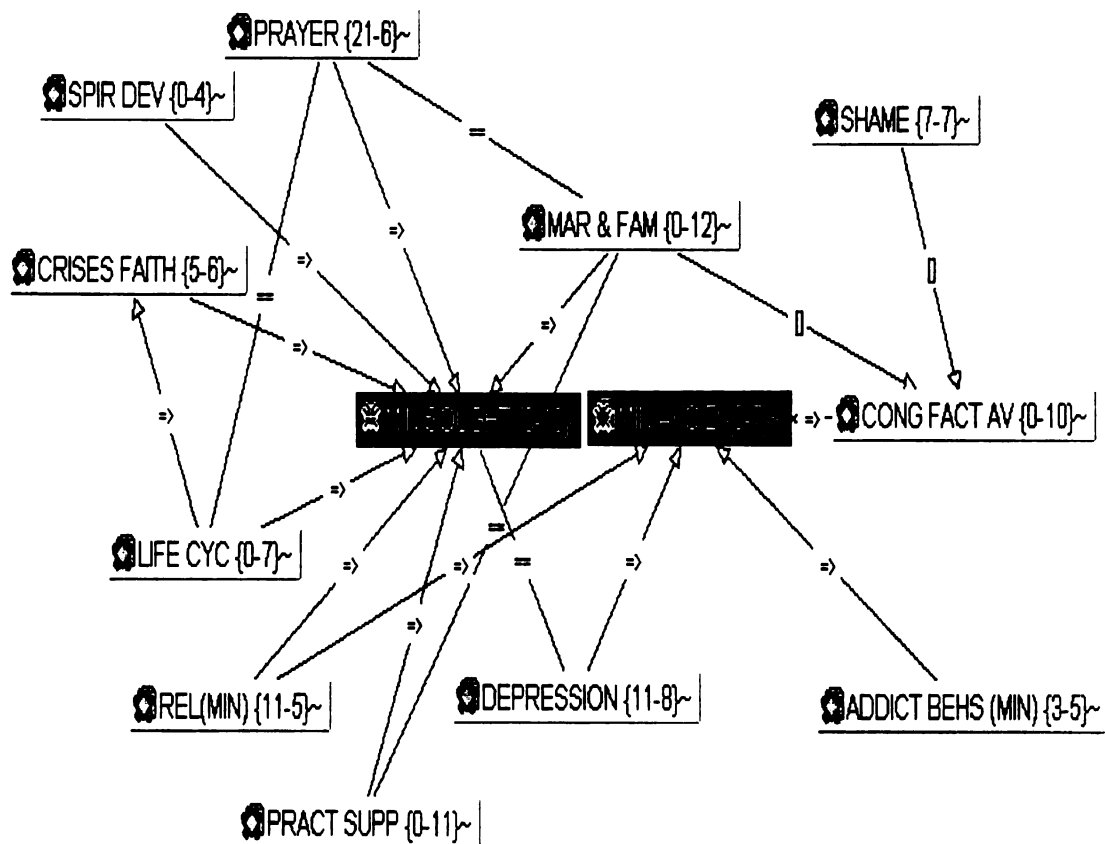 PRAYER {21-6}~
SPIR DEV {0-4}~
SHAME {7-7}~
==
MAR & FAM {0-12}~
=>
=>
CRISES FAITH {5-6}~
[]
==
=>
[]
=>
=>
=>
CONG FACT AV {0-10}~
=>
=>
==
LIFE CYC {0-7}~
=>
=>
==
=>
=>
=>
REL(MIN) {11-5}~
DEPRESSION {11-8}~
ADDICT BEHS (MIN) {3-5}~
PRACT SUPP {0-11}~